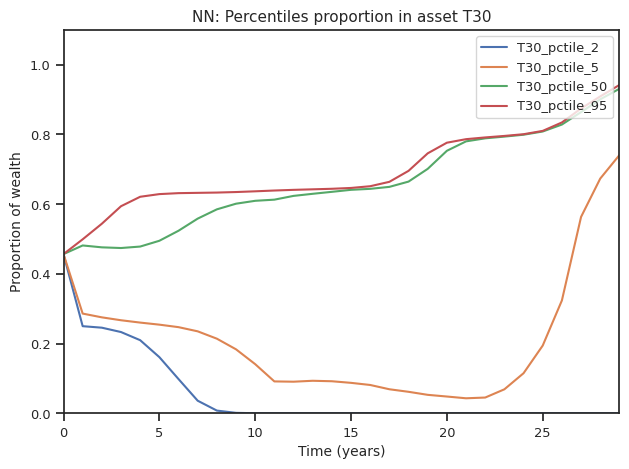 NN: Percentiles proportion in asset T30
T30_pctile_2
T30_pctile_5
T30_pctile_50
T30_pctile_95
Proportion of wealth
1.0
0.8
0.6
0.4
0.2
0.0
0 5 10 15 20 25
Time (years)